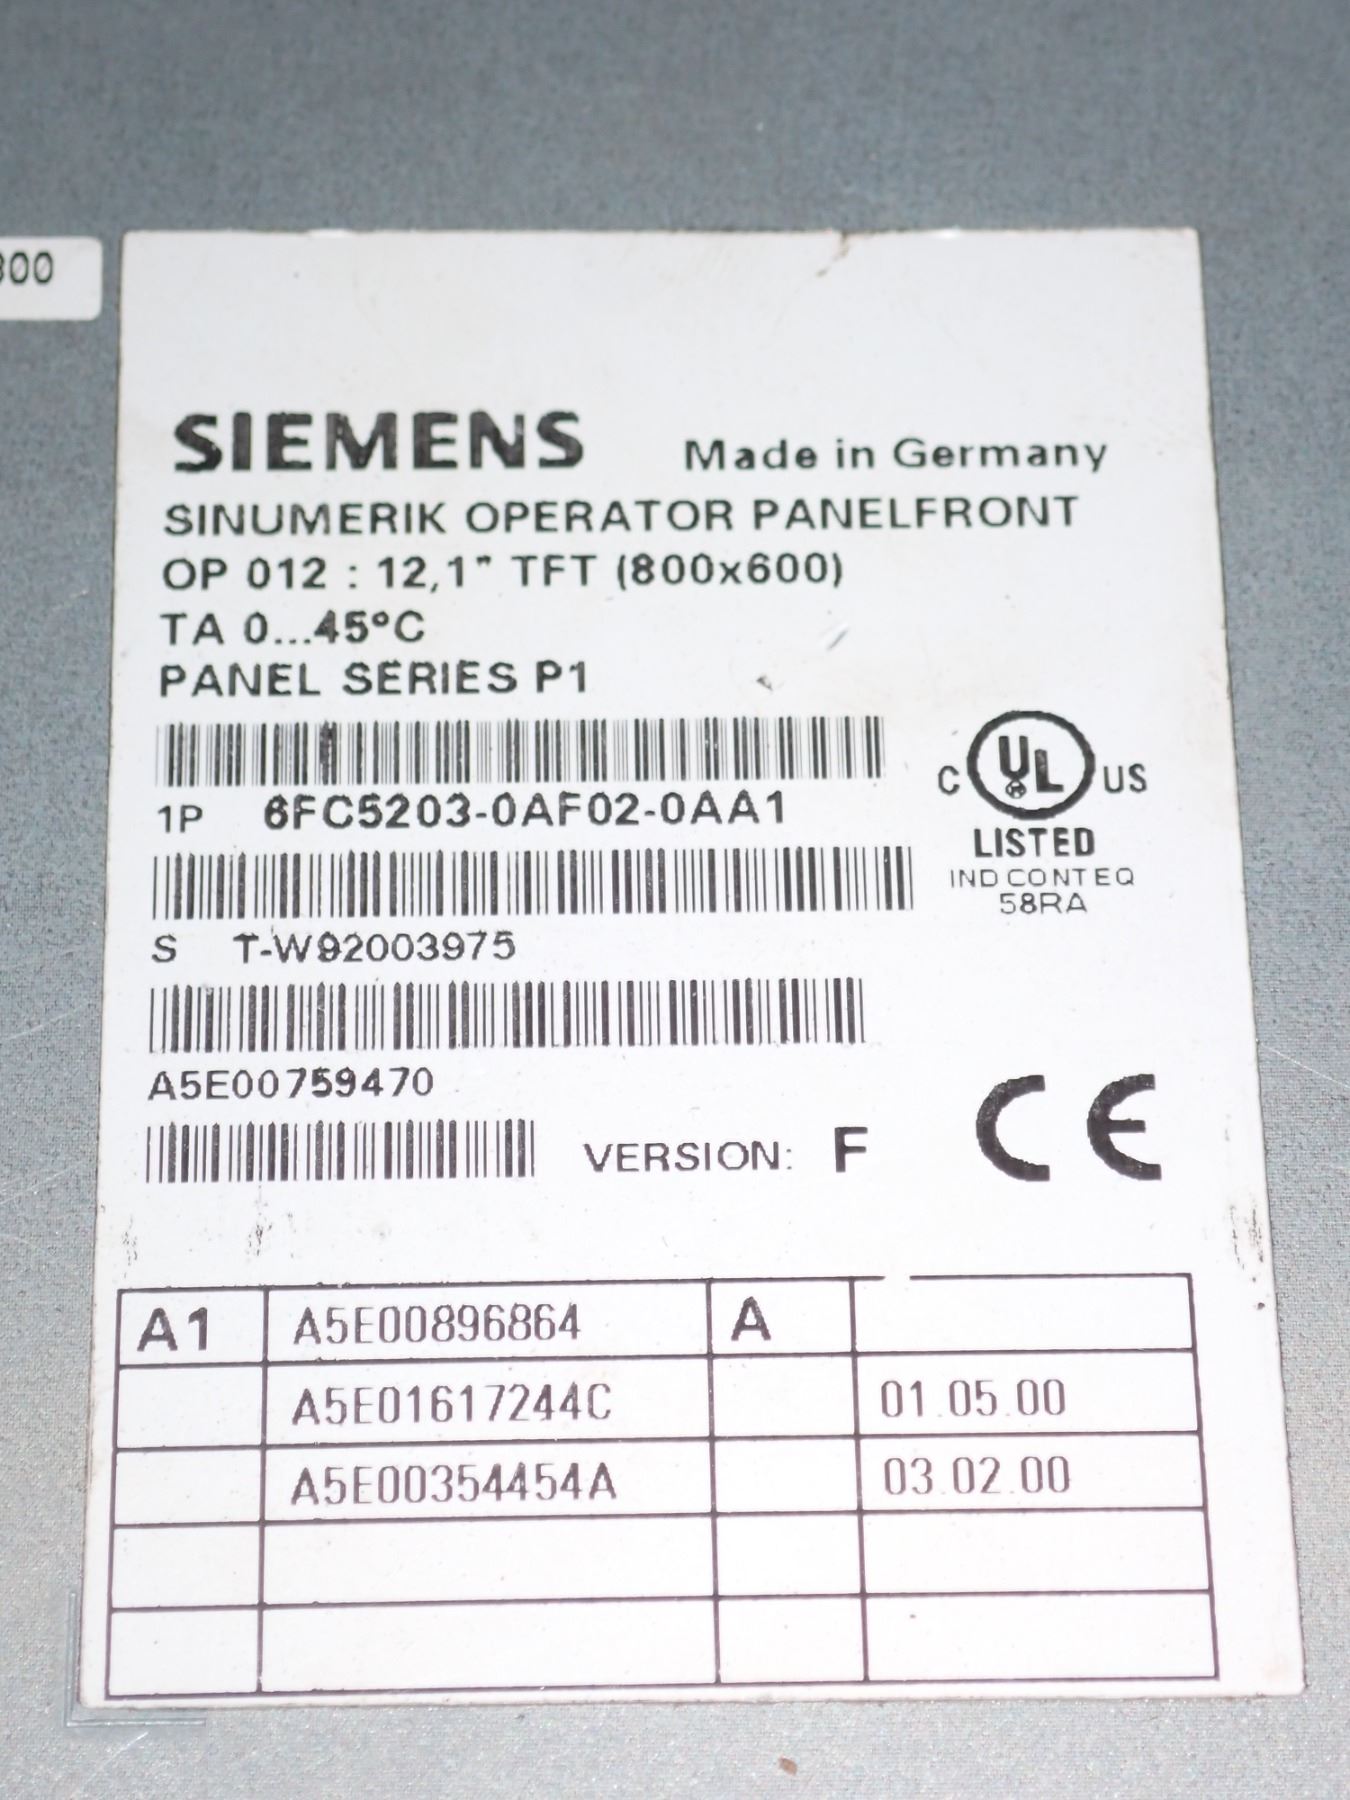 SIEMENS Made in Germany
SINUMERIK OPERATOR PANELFRONT
OP 012 : 12,1" TFT (800x600)
TA 0...45°C
PANEL SERIES P1
1P 6FC5203-0AF02-0AA1
C UL US
LISTED
IND CONT EQ
58RA
S T-W92003975
A5E00759470
VERSION: F
CE
A1 A5E00896864 A
A5E01617244C 01.05.00
A5E00354454A 03.02.00